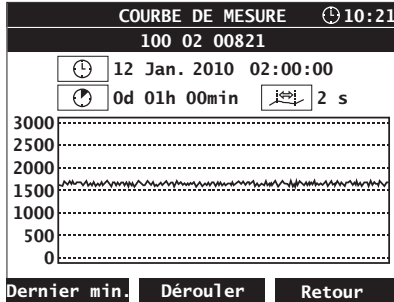 COURBE DE MESURE 10:21
100 02 00821
12 Jan. 2010 02:00:00
0d 01h 00min 2 s
3000
2500
2000
1500
1000
500
0
Dernier min. Dérouler Retour